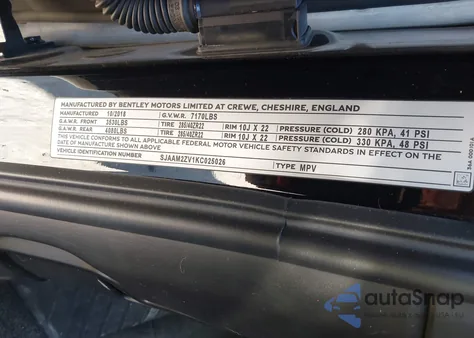 MANUFACTURED BY BENTLEY MOTORS LIMITED AT CREWE, CHESHIRE, ENGLAND
10/2018 G.V.W.R. 7170LBS
G.A.W.R. FRONT 3530LBS TIRE 285/40ZR22 RIM 10J X 22 PRESSURE (COLD) 280 KPA, 41 PSI
G.A.W.R. REAR 4080LBS TIRE 285/40ZR22 RIM 10J X 22 PRESSURE (COLD) 330 KPA, 48 PSI
THIS VEHICLE CONFORMS TO ALL APPLICABLE FEDERAL MOTOR VEHICLE SAFETY STANDARDS IN EFFECT ON THE
DATE OF MANUFACTURE SHOWN ABOVE
VEHICLE IDENTIFICATION NUMBER SJAAM2ZV1KC025026 TYPE MPV
autoSnap